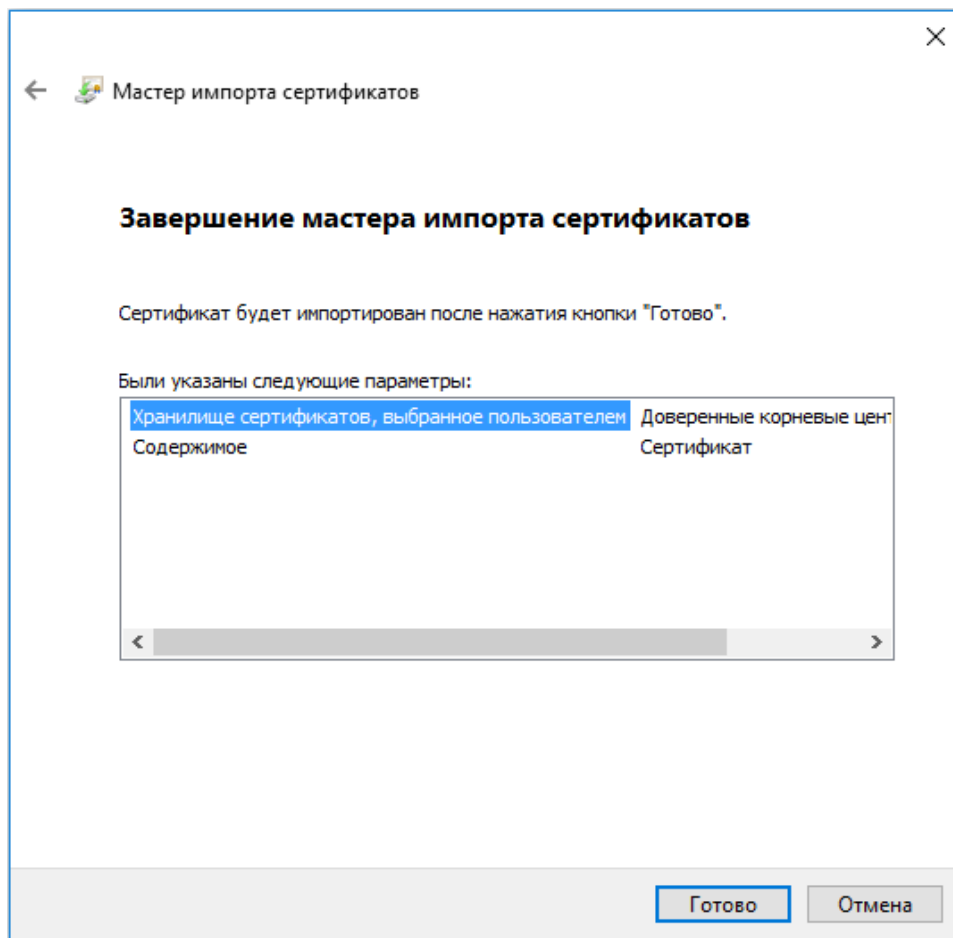 Мастер импорта сертификатов
Завершение мастера импорта сертификатов
Сертификат будет импортирован после нажатия кнопки "Готово".
Были указаны следующие параметры:
Хранилище сертификатов, выбранное пользователем Доверенные корневые цент
Содержимое Сертификат
Готово Отмена